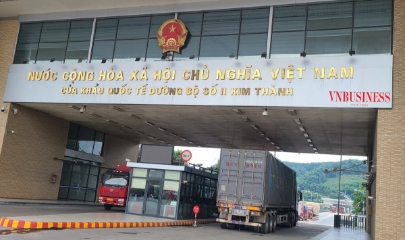 NƯỚC CỘNG HÒA XÃ HỘI CHỦ NGHĨA VIỆT NAM
CỬA KHẨU QUỐC TẾ ĐƯỜNG BỘ SỐ II KIM THÀNH
VNBUSINESS